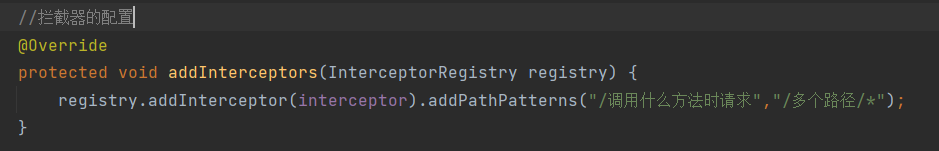 //拦截器的配置
@Override
protected void addInterceptors(InterceptorRegistry registry) {
registry.addInterceptor(interceptor).addPathPatterns("/调用什么方法时请求","/多个路径/*");
}